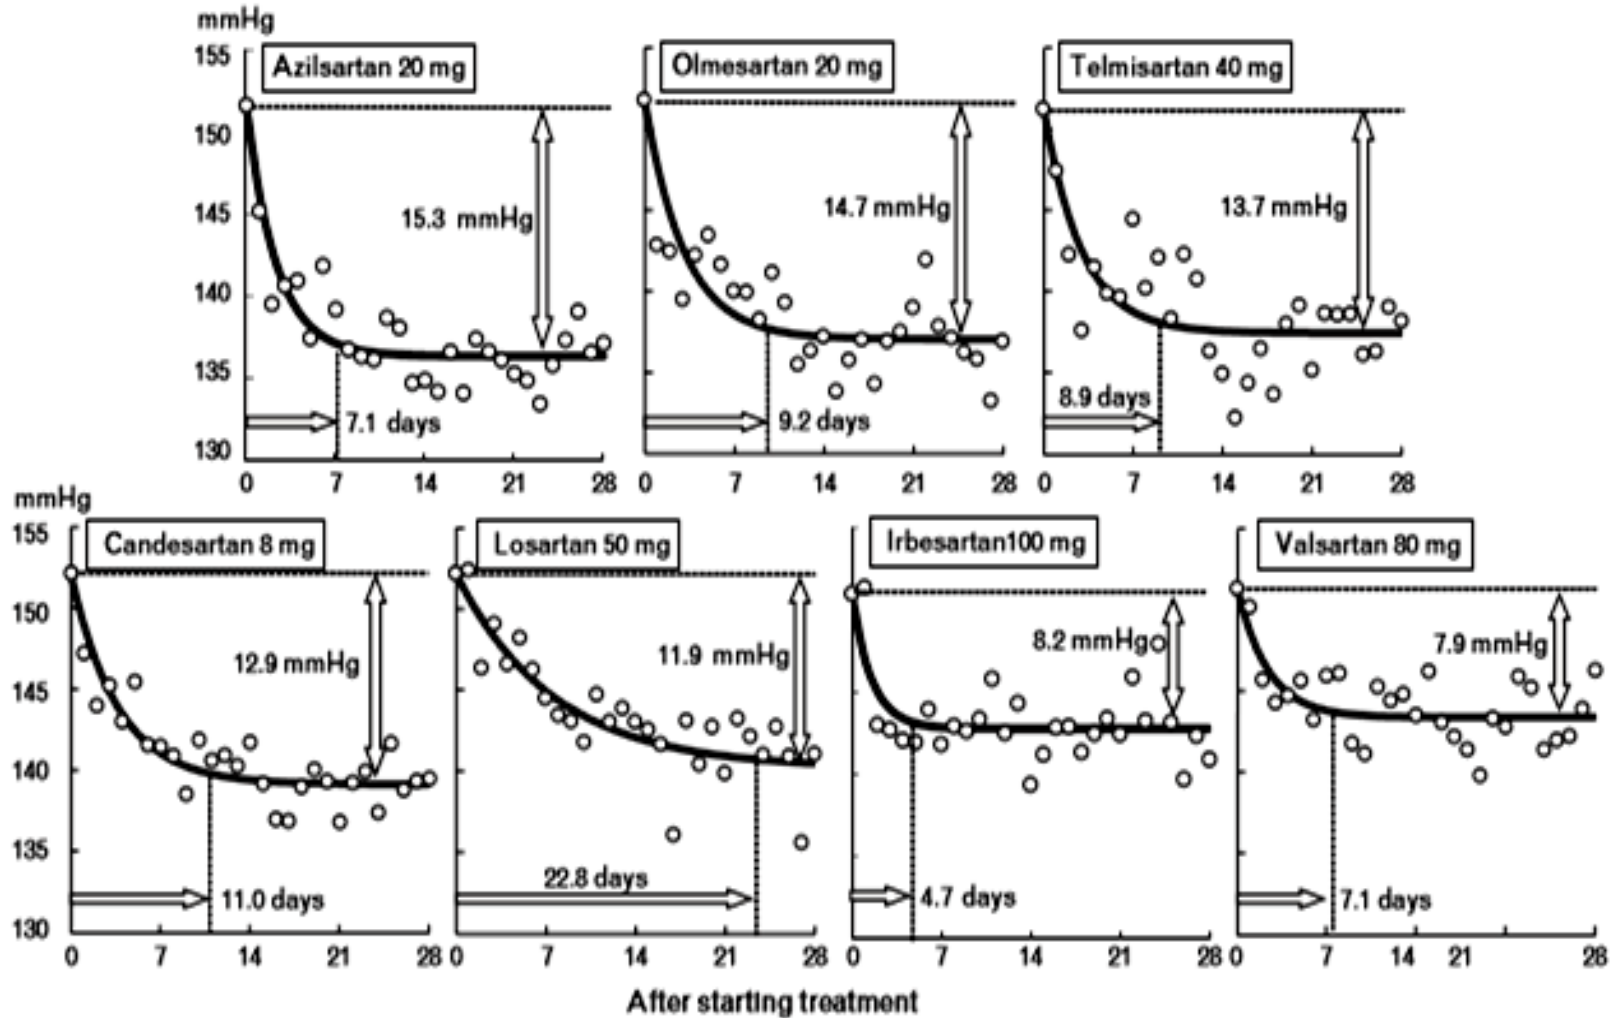 mmHg
155
Azilsartan 20 mg
Olmesartan 20 mg
Telmisartan 40 mg
150
145
15.3 mmHg
14.7 mmHg
13.7 mmHg
140
135
7.1 days
9.2 days
8.9 days
130
0 7 14 21 28
0 7 14 21 28
0 7 14 21 28
mmHg
155
Candesartan 8 mg
Losartan 50 mg
Irbesartan100 mg
Valsartan 80 mg
150
12.9 mmHg
11.9 mmHg
8.2 mmHg
7.9 mmHg
145
140
135
11.0 days
22.8 days
4.7 days
7.1 days
130
0 7 14 21 28
0 7 14 21 28
0 7 14 21 28
0 7 14 21 28
After starting treatment